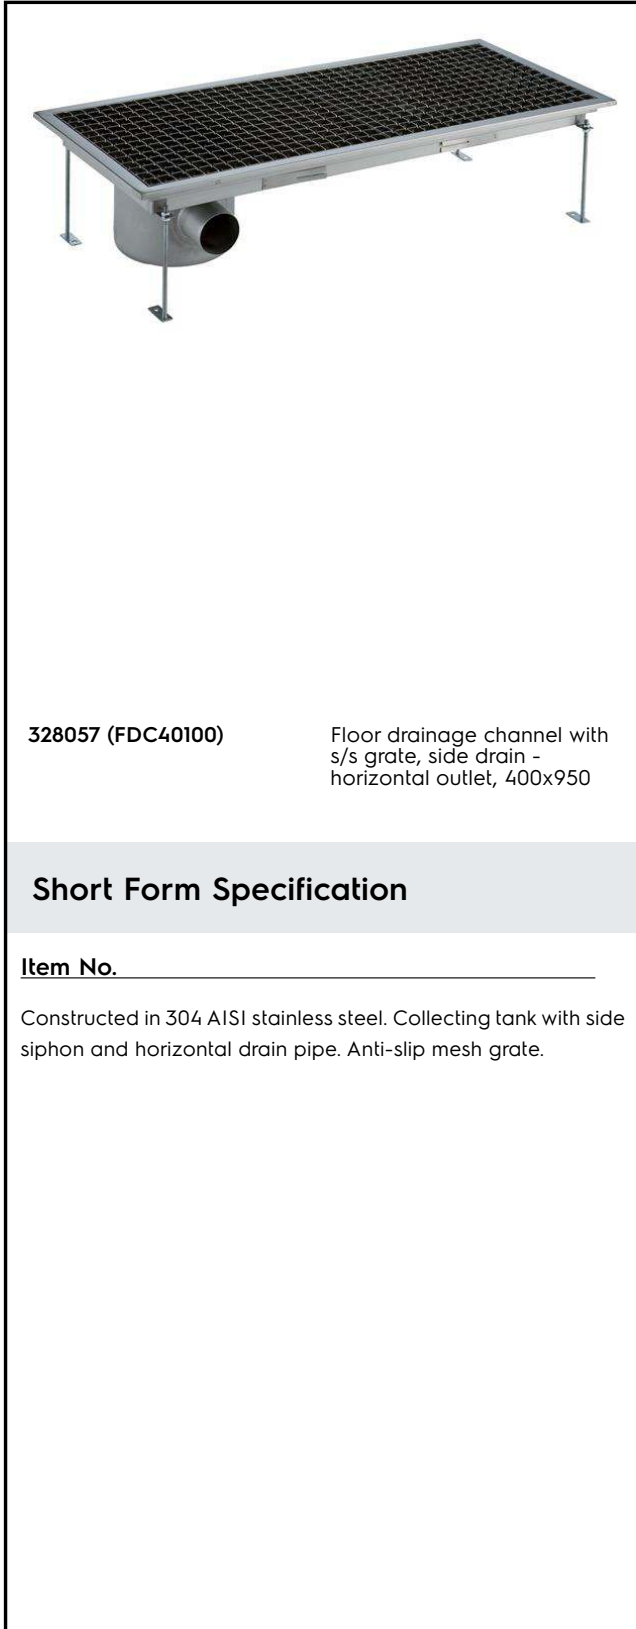 328057 (FDC40100)
Floor drainage channel with
s/s grate, side drain -
horizontal outlet, 400x950
Short Form Specification
Item No.
Constructed in 304 AISI stainless steel. Collecting tank with side
siphon and horizontal drain pipe. Anti-slip mesh grate.